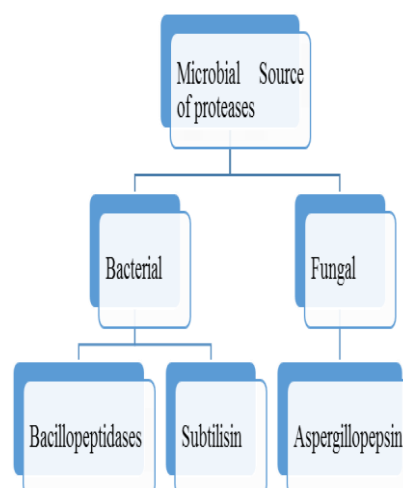 Microbial Source
of proteases
Bacterial
Fungal
Bacillopeptidases
Subtilisin
Aspergillopepsin